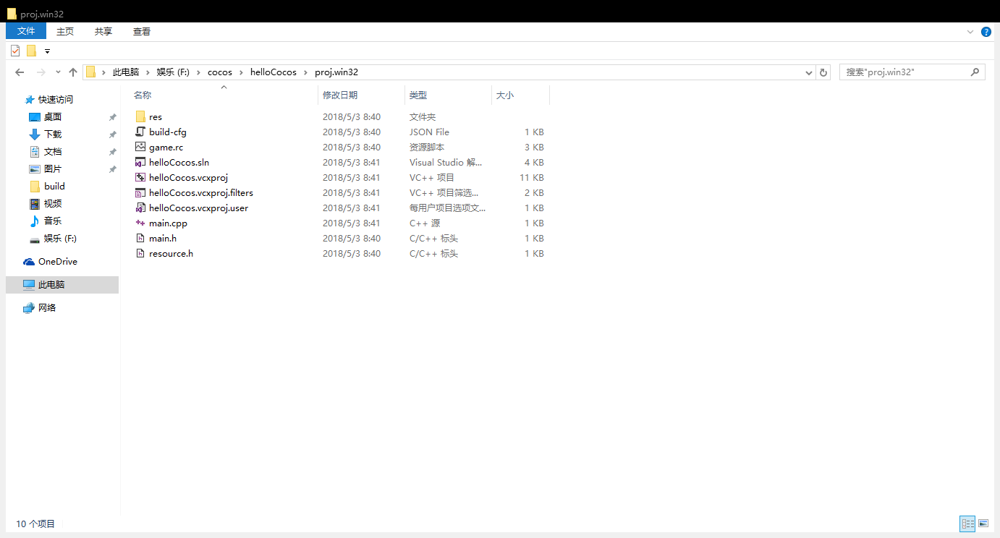 proj.win32
文件 主页 共享 查看
此电脑 娱乐 (F:) cocos helloCocos proj.win32 搜索"proj.win32"
快速访问
桌面
下载
文档
图片
build
视频
音乐
娱乐 (F:)
OneDrive
此电脑
网络
名称 修改日期 类型 大小
res 2018/5/3 8:40 文件夹
build-cfg 2018/5/3 8:40 JSON File 1 KB
game.rc 2018/5/3 8:40 资源脚本 3 KB
helloCocos.sln 2018/5/3 8:41 Visual Studio 解... 4 KB
helloCocos.vcxproj 2018/5/3 8:41 VC++ 项目 11 KB
helloCocos.vcxproj.filters 2018/5/3 8:41 VC++ 项目筛选... 2 KB
helloCocos.vcxproj.user 2018/5/3 8:41 每用户项目选项文... 1 KB
main.cpp 2018/5/3 8:41 C++ 源 1 KB
main.h 2018/5/3 8:40 C/C++ 标头 1 KB
resource.h 2018/5/3 8:40 C/C++ 标头 1 KB
10 个项目